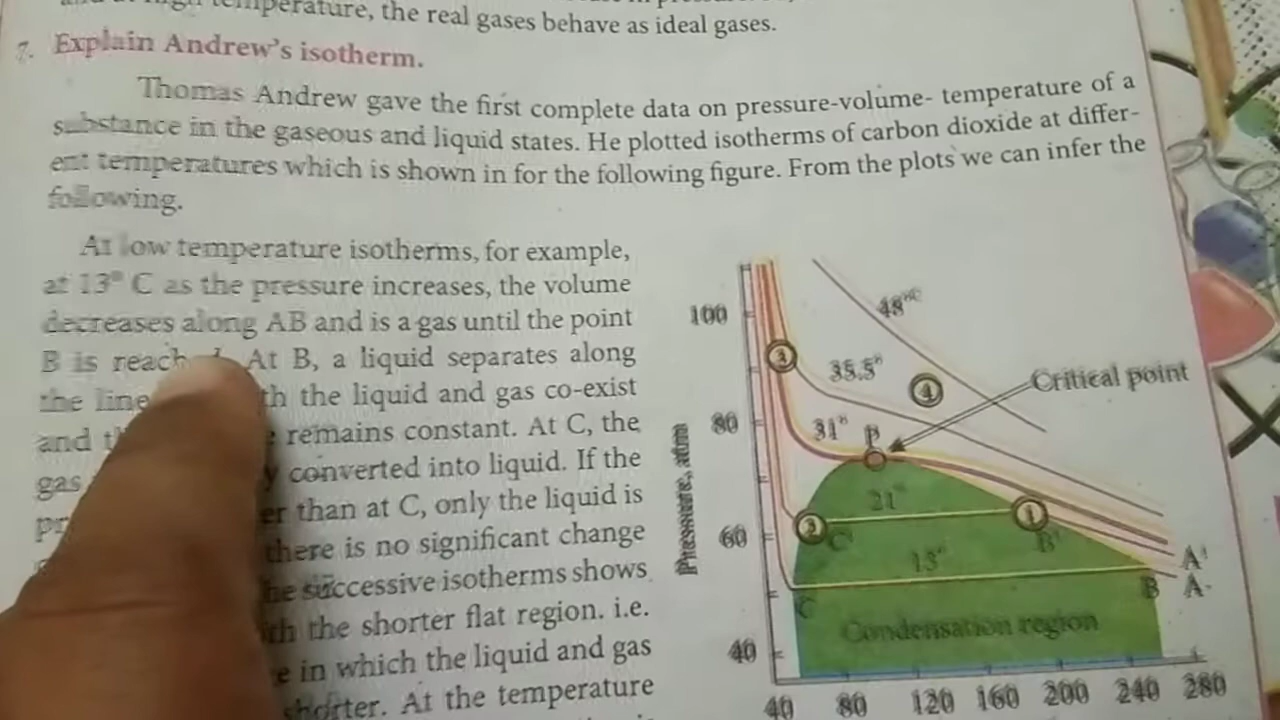 temperature, the real gases behave as ideal gases.
7. Explain Andrew's isotherm.
Thomas Andrew gave the first complete data on pressure-volume- temperature of a
substance in the gaseous and liquid states. He plotted isotherms of carbon dioxide at differ-
ent temperatures which is shown in for the following figure. From the plots we can infer the
following.
At low temperature isotherms, for example,
at 13° C as the pressure increases, the volume
decreases along AB and is a gas until the point
B is At B, a liquid separates along
the line the liquid and gas co-exist
and remains constant. At C, the
gas converted into liquid. If the
than at C, only the liquid is
there is no significant change
successive isotherms shows
the shorter flat region. i.e.
in which the liquid and gas
shorter. At the temperature
Pressure, atm
100
80
60
40
40 80 120 160 200 240 280
48°C
35.5°
31°
21°
13°
P
Critical point
1
2
3
4
C'
B'
A'
C
B
A
Condensation region